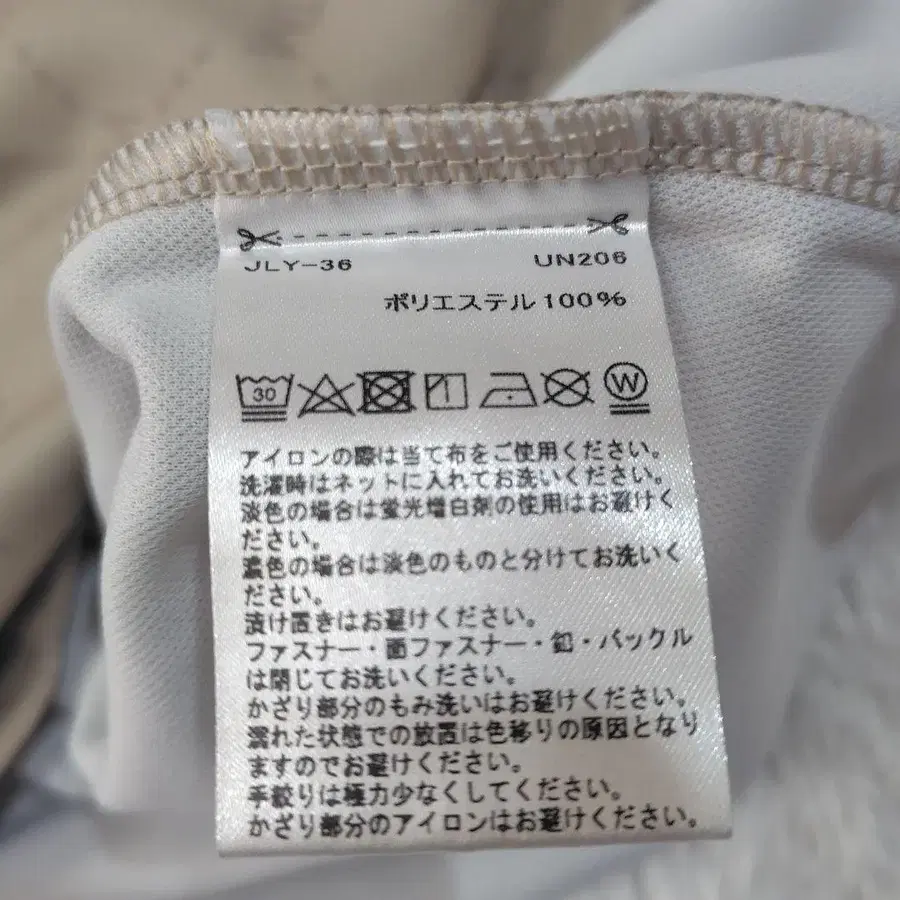 JLY-36 UN206
ポリエステル100%
30 W
アイロンの際は当て布をご使用ください。
洗濯時はネットに入れてお洗いください。
淡色の場合は蛍光増白剤の使用はお避けく
ださい。
濃色の場合は淡色のものと分けてお洗いく
ださい。
漬け置きはお避けください。
ファスナー・面ファスナー・釦・バックル
は閉じてお洗いください。
かざり部分のもみ洗いはお避けください。
濡れた状態での放置は色移りの原因となり
ますのでお避けください。
手絞りは極力少なくしてください。
かざり部分のアイロンはお避けください。